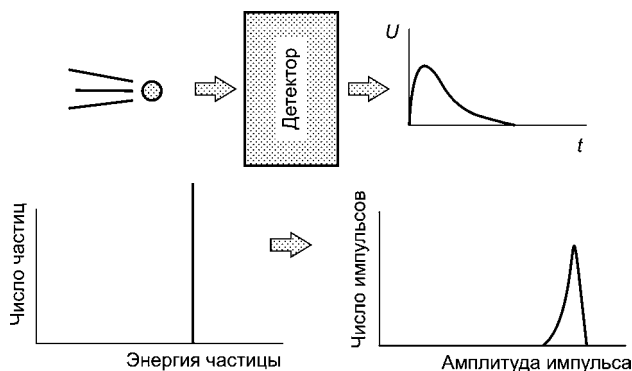 U
Детектор
t
Число частиц
Энергия частицы
Число импульсов
Амплитуда импульса